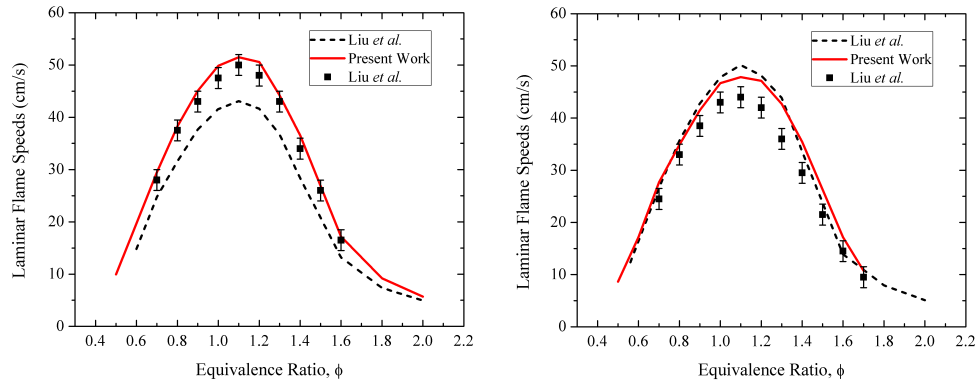 Laminar Flame Speeds (cm/s)
60
50
40
30
20
10
0
Liu et al.
Present Work
Liu et al.
0.4 0.6 0.8 1.0 1.2 1.4 1.6 1.8 2.0 2.2
Equivalence Ratio, ϕ
Laminar Flame Speeds (cm/s)
60
50
40
30
20
10
0
Liu et al.
Present Work
Liu et al.
0.4 0.6 0.8 1.0 1.2 1.4 1.6 1.8 2.0 2.2
Equivalence Ratio, ϕ